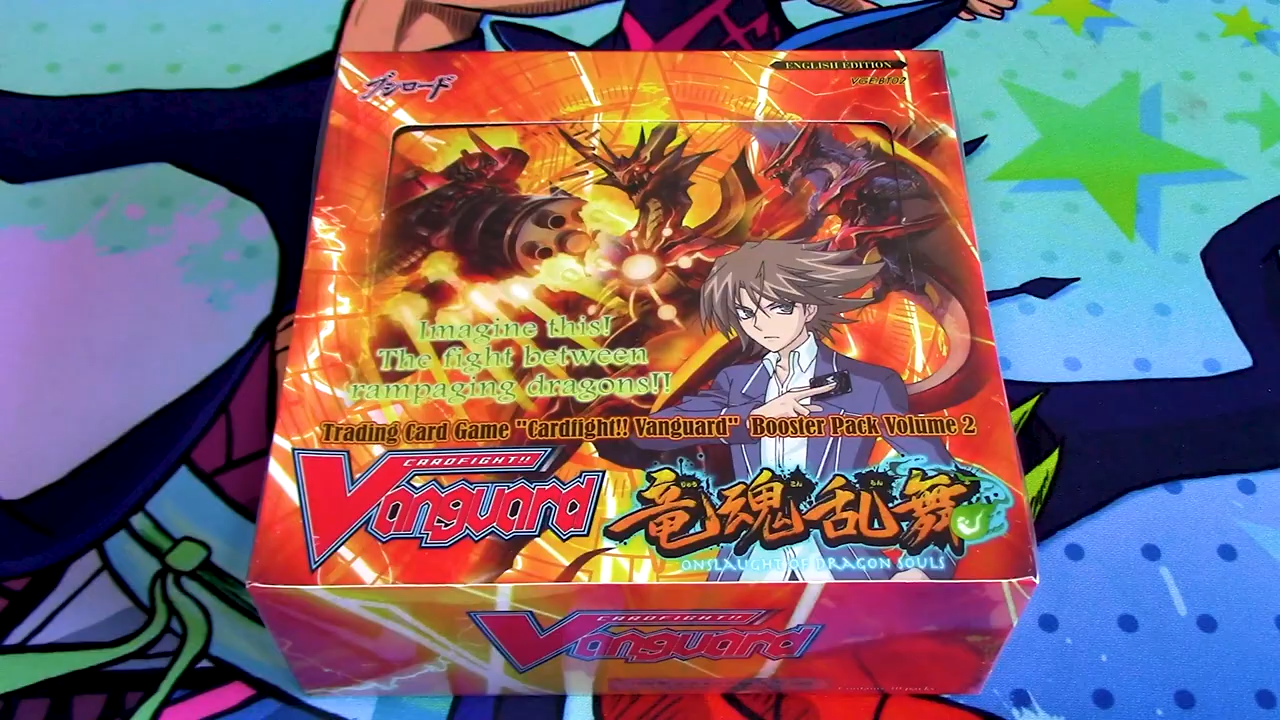 ブシロード
ENGLISH EDITION
VGE-BT02
Imagine this!
The fight between
rampaging dragons!!
Trading Card Game "Cardfight!! Vanguard" Booster Pack Volume 2
CARDFIGHT!!
Vanguard
竜魂乱舞
ONSLAUGHT OF DRAGON SOULS
CARDFIGHT!!
Vanguard